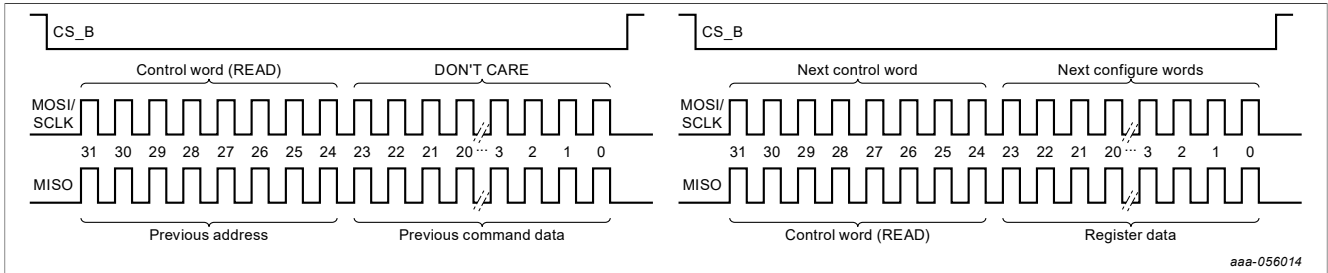 CS_B CS_B
Control word (READ) DON'T CARE Next control word Next configure words
MOSI/ MOSI/
SCLK SCLK
31 30 29 28 27 26 25 24 23 22 21 20 ... 3 2 1 0 31 30 29 28 27 26 25 24 23 22 21 20 ... 3 2 1 0
MISO MISO
Previous address Previous command data Control word (READ) Register data
aaa-056014